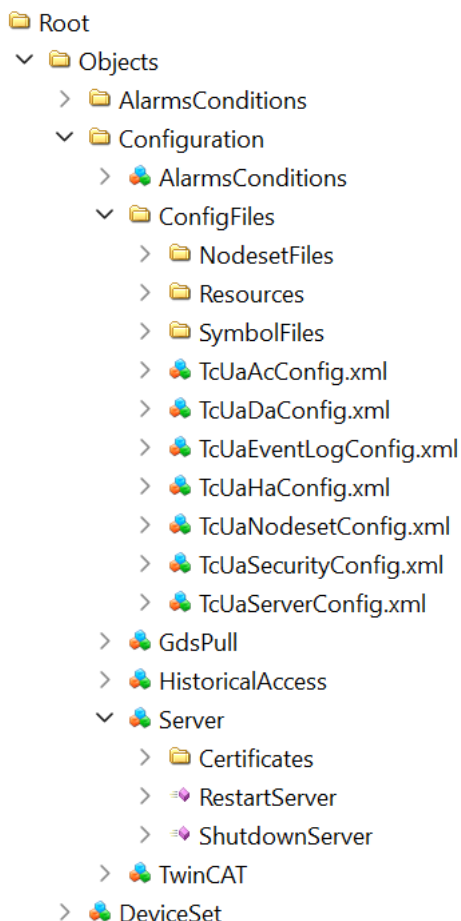 Root
Objects
AlarmsConditions
Configuration
AlarmsConditions
ConfigFiles
NodesetFiles
Resources
SymbolFiles
TcUaAcConfig.xml
TcUaDaConfig.xml
TcUaEventLogConfig.xml
TcUaHaConfig.xml
TcUaNodesetConfig.xml
TcUaSecurityConfig.xml
TcUaServerConfig.xml
GdsPull
HistoricalAccess
Server
Certificates
RestartServer
ShutdownServer
TwinCAT
DeviceSet